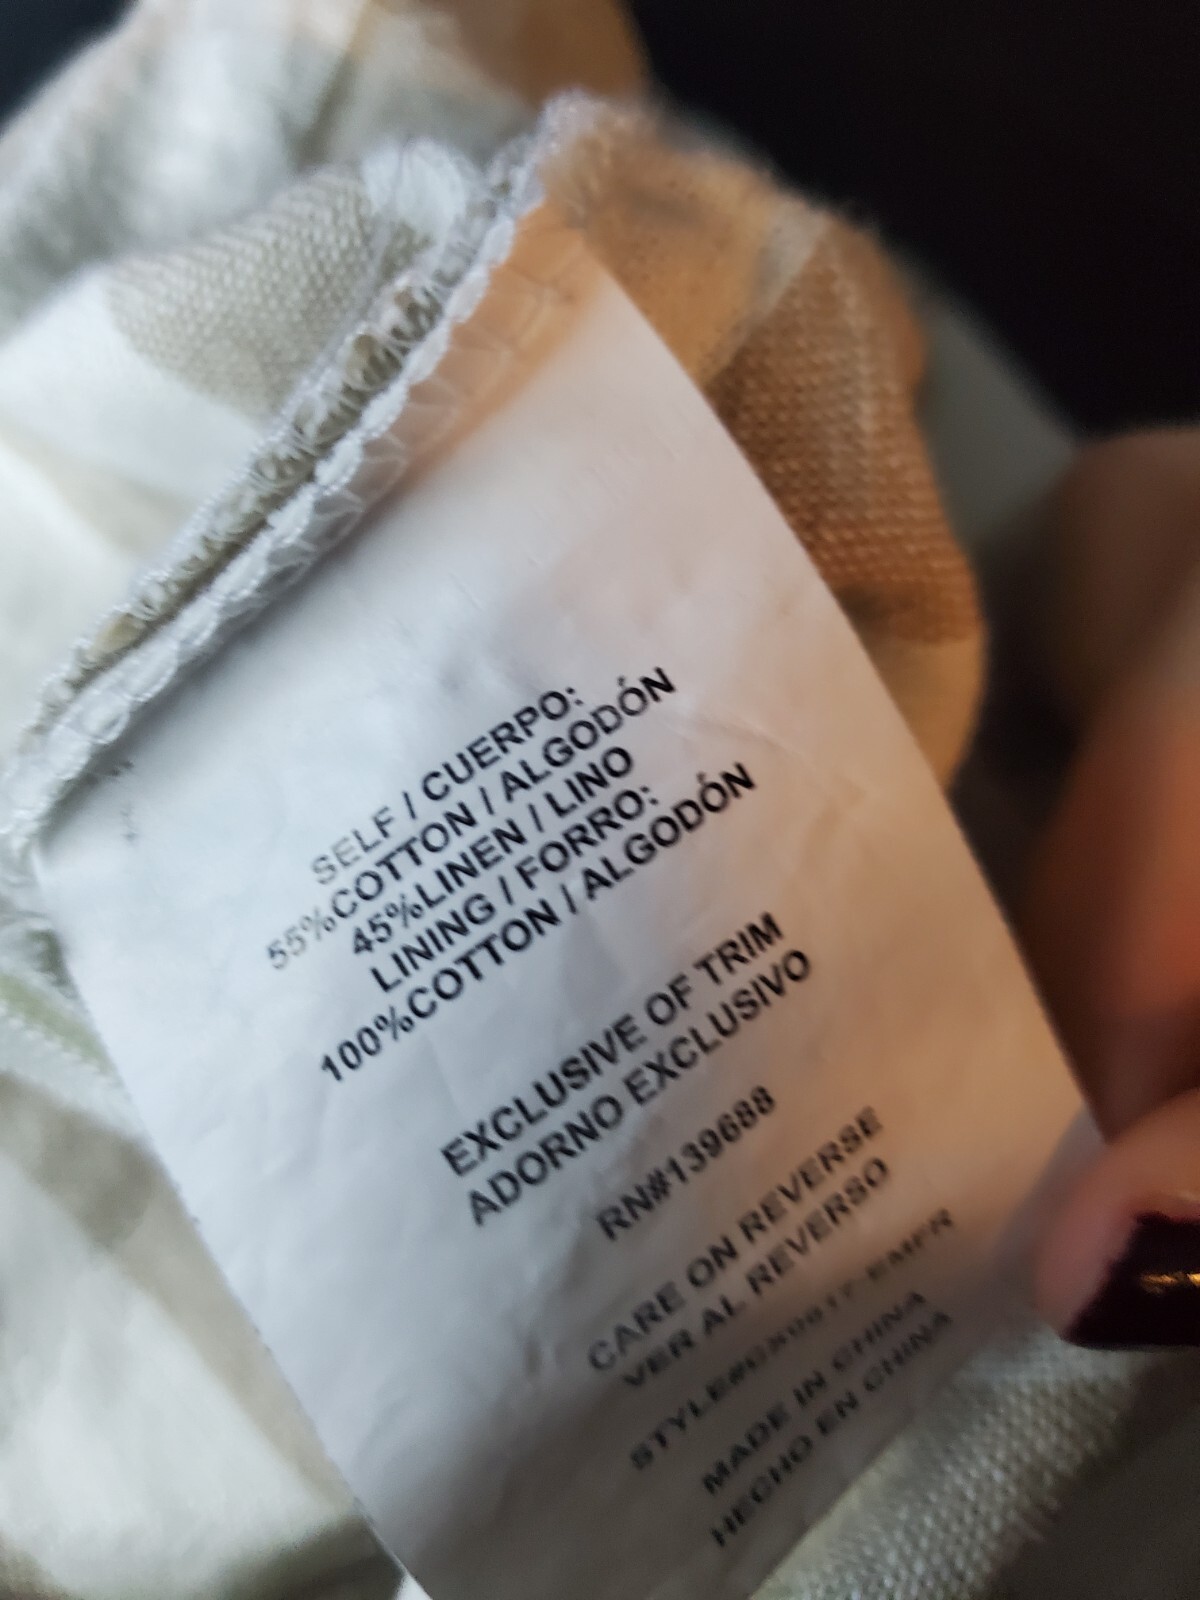 SELF / CUERPO:
55%COTTON / ALGODÓN
45%LINEN / LINO
LINING / FORRO:
100%COTTON / ALGODÓN
EXCLUSIVE OF TRIM
ADORNO EXCLUSIVO
RN#139688
CARE ON REVERSE
VER AL REVERSO
MADE IN CHINA
HECHO EN CHINA